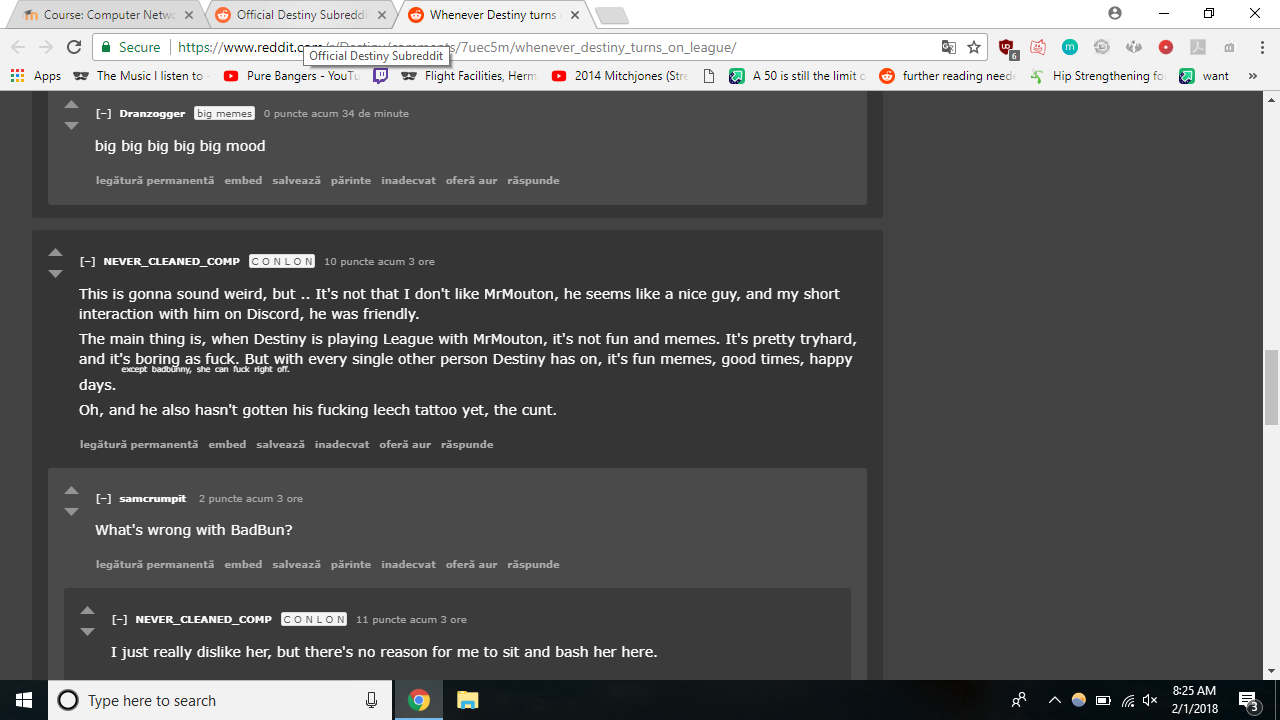 Course: Computer Netwo
Official Destiny Subreddi
Whenever Destiny turns
Secure
https://www.reddit.com/r/Destiny/comments/7uec5m/whenever_destiny_turns_on_league/
Official Destiny Subreddit
6
Apps
The Music I listen to -
Pure Bangers - YouTu
Flight Facilities, Herm
2014 Mitchjones (Stre
A 50 is still the limit o
further reading neede
Hip Strengthening fo
want
»
[−] Dranzogger big memes 0 puncte acum 34 de minute
big big big big big mood
legătură permanentă embed salvează părinte inadecvat oferă aur răspunde
[−] NEVER_CLEANED_COMP C O N L O N 10 puncte acum 3 ore
This is gonna sound weird, but .. It's not that I don't like MrMouton, he seems like a nice guy, and my short
interaction with him on Discord, he was friendly.
The main thing is, when Destiny is playing League with MrMouton, it's not fun and memes. It's pretty tryhard,
and it's boring as fuck. But with every single other person Destiny has on, it's fun memes, good times, happy
except badbunny, she can fuck right off.
days.
Oh, and he also hasn't gotten his fucking leech tattoo yet, the cunt.
legătură permanentă embed salvează inadecvat oferă aur răspunde
[−] samcrumpit 2 puncte acum 3 ore
What's wrong with BadBun?
legătură permanentă embed salvează părinte inadecvat oferă aur răspunde
[−] NEVER_CLEANED_COMP C O N L O N 11 puncte acum 3 ore
I just really dislike her, but there's no reason for me to sit and bash her here.
Type here to search
8:25 AM
2/1/2018
3